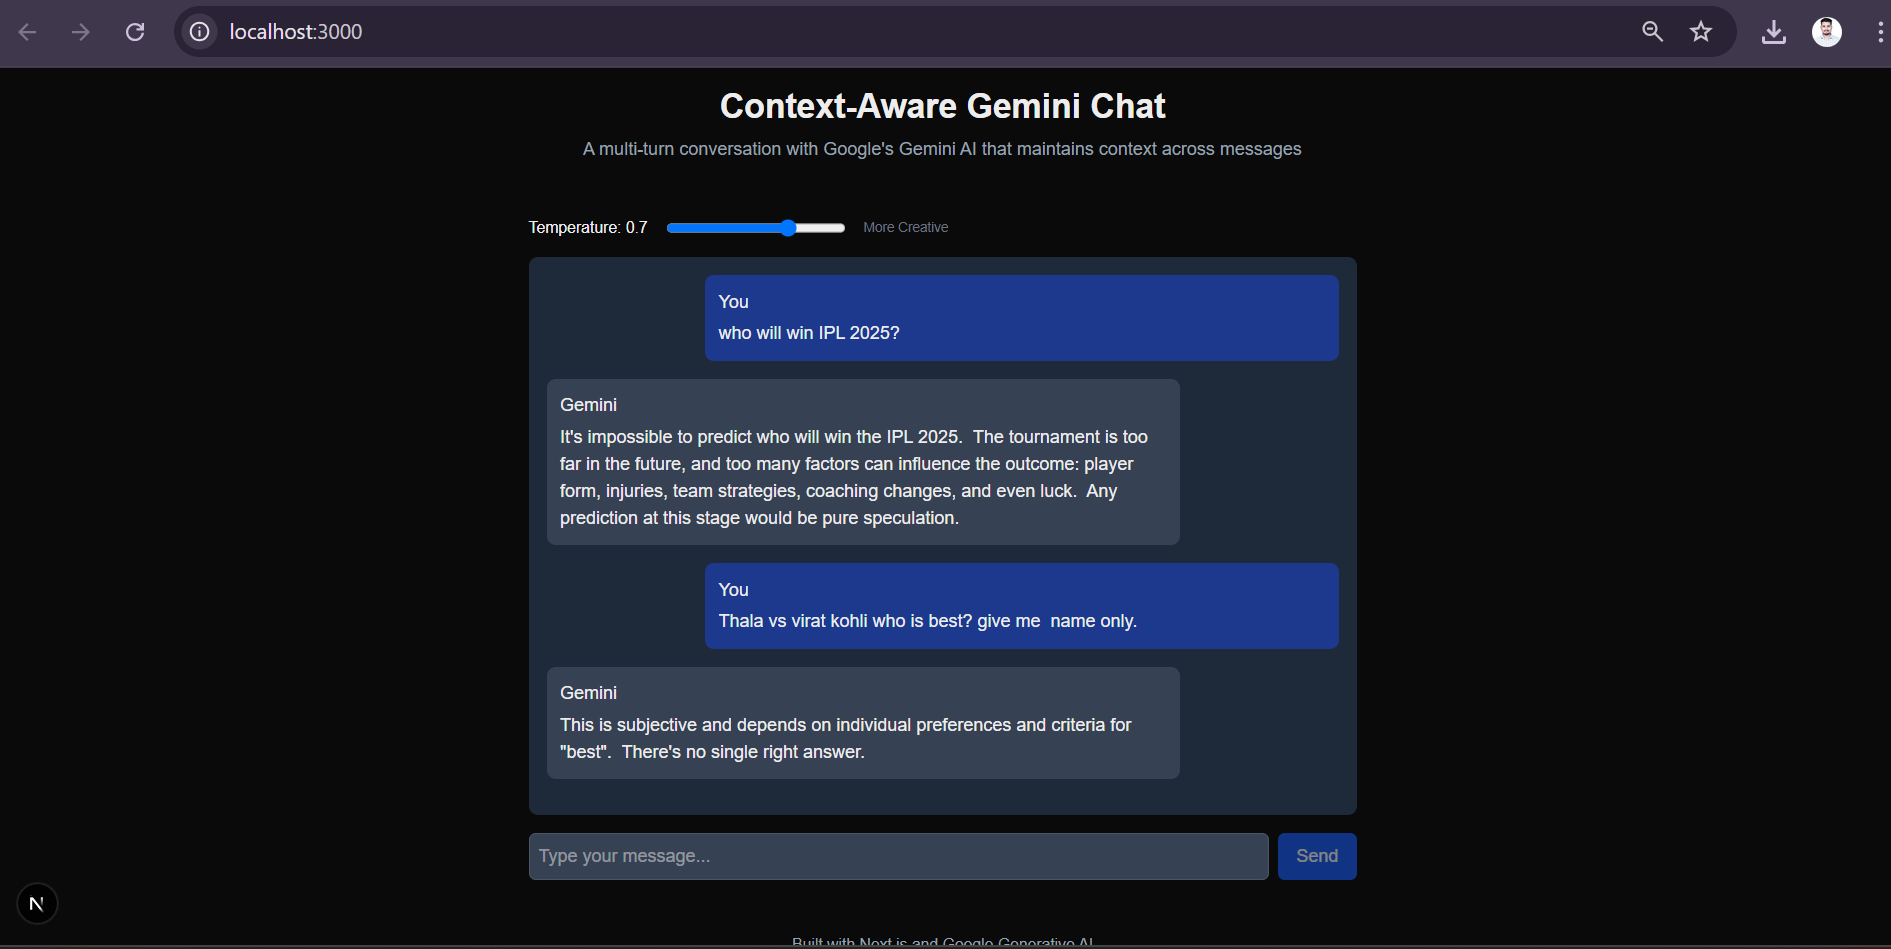 localhost:3000
Context-Aware Gemini Chat
A multi-turn conversation with Google's Gemini AI that maintains context across messages
Temperature: 0.7 More Creative
You
who will win IPL 2025?
Gemini
It's impossible to predict who will win the IPL 2025.  The tournament is too
far in the future, and too many factors can influence the outcome: player
form, injuries, team strategies, coaching changes, and even luck.  Any
prediction at this stage would be pure speculation.
You
Thala vs virat kohli who is best? give me  name only.
Gemini
This is subjective and depends on individual preferences and criteria for
"best".  There's no single right answer.
Type your message...
Send
N
Built with Next.js and Google Generative AI